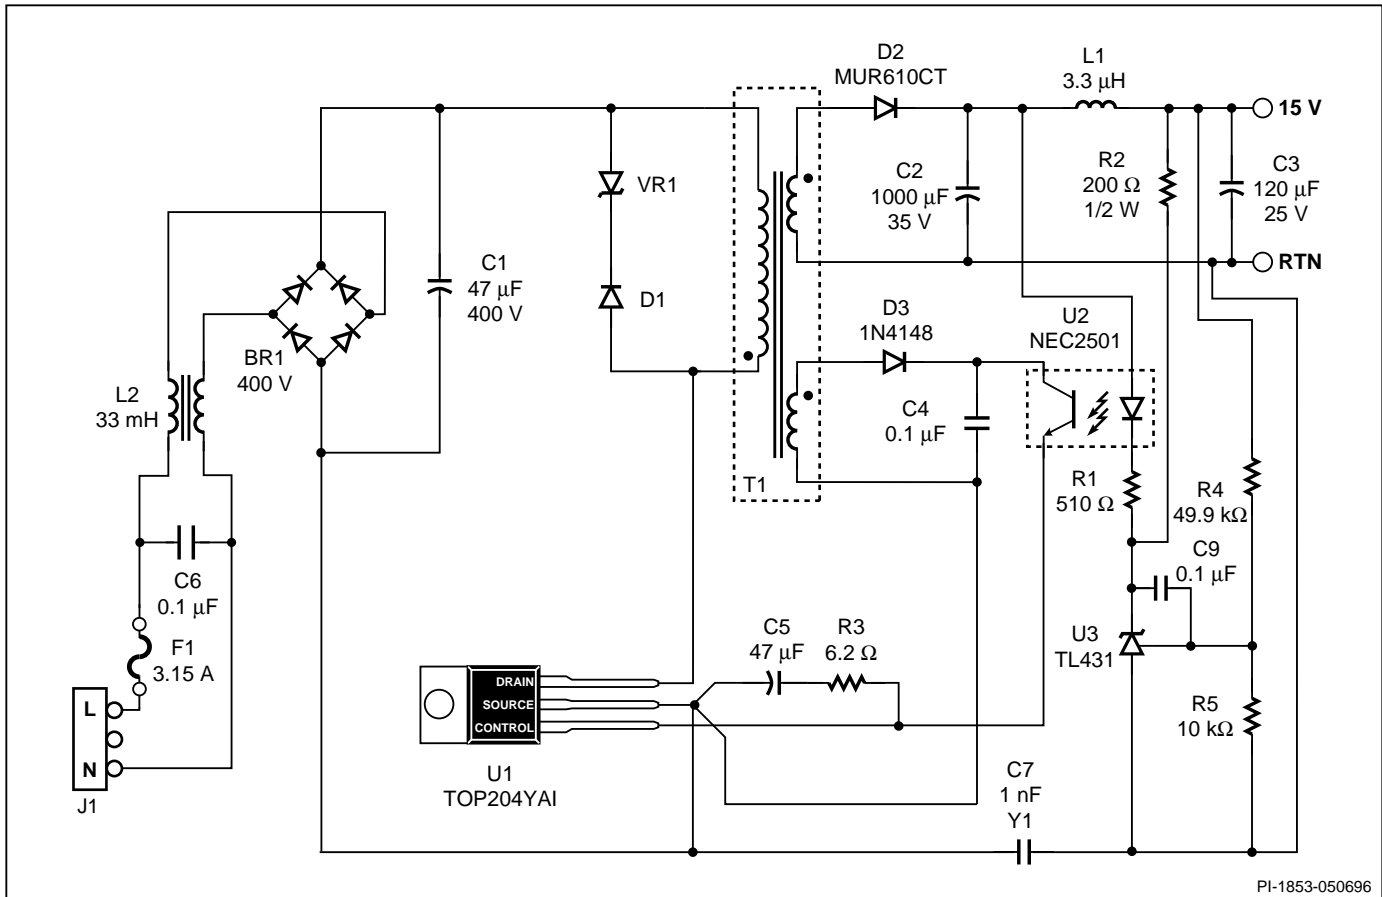 D2
MUR610CT
L1
3.3 µH
15 V
VR1
C2
1000 µF
35 V
R2
200 Ω
1/2 W
C3
120 µF
25 V
RTN
C1
47 µF
400 V
D1
D3
1N4148
U2
NEC2501
BR1
400 V
L2
33 mH
C4
0.1 µF
T1
R1
510 Ω
R4
49.9 kΩ
C9
0.1 µF
C6
0.1 µF
F1
3.15 A
C5
47 µF
R3
6.2 Ω
U3
TL431
DRAIN
SOURCE
CONTROL
L
N
J1
R5
10 kΩ
U1
TOP204YAI
C7
1 nF
Y1
PI-1853-050696